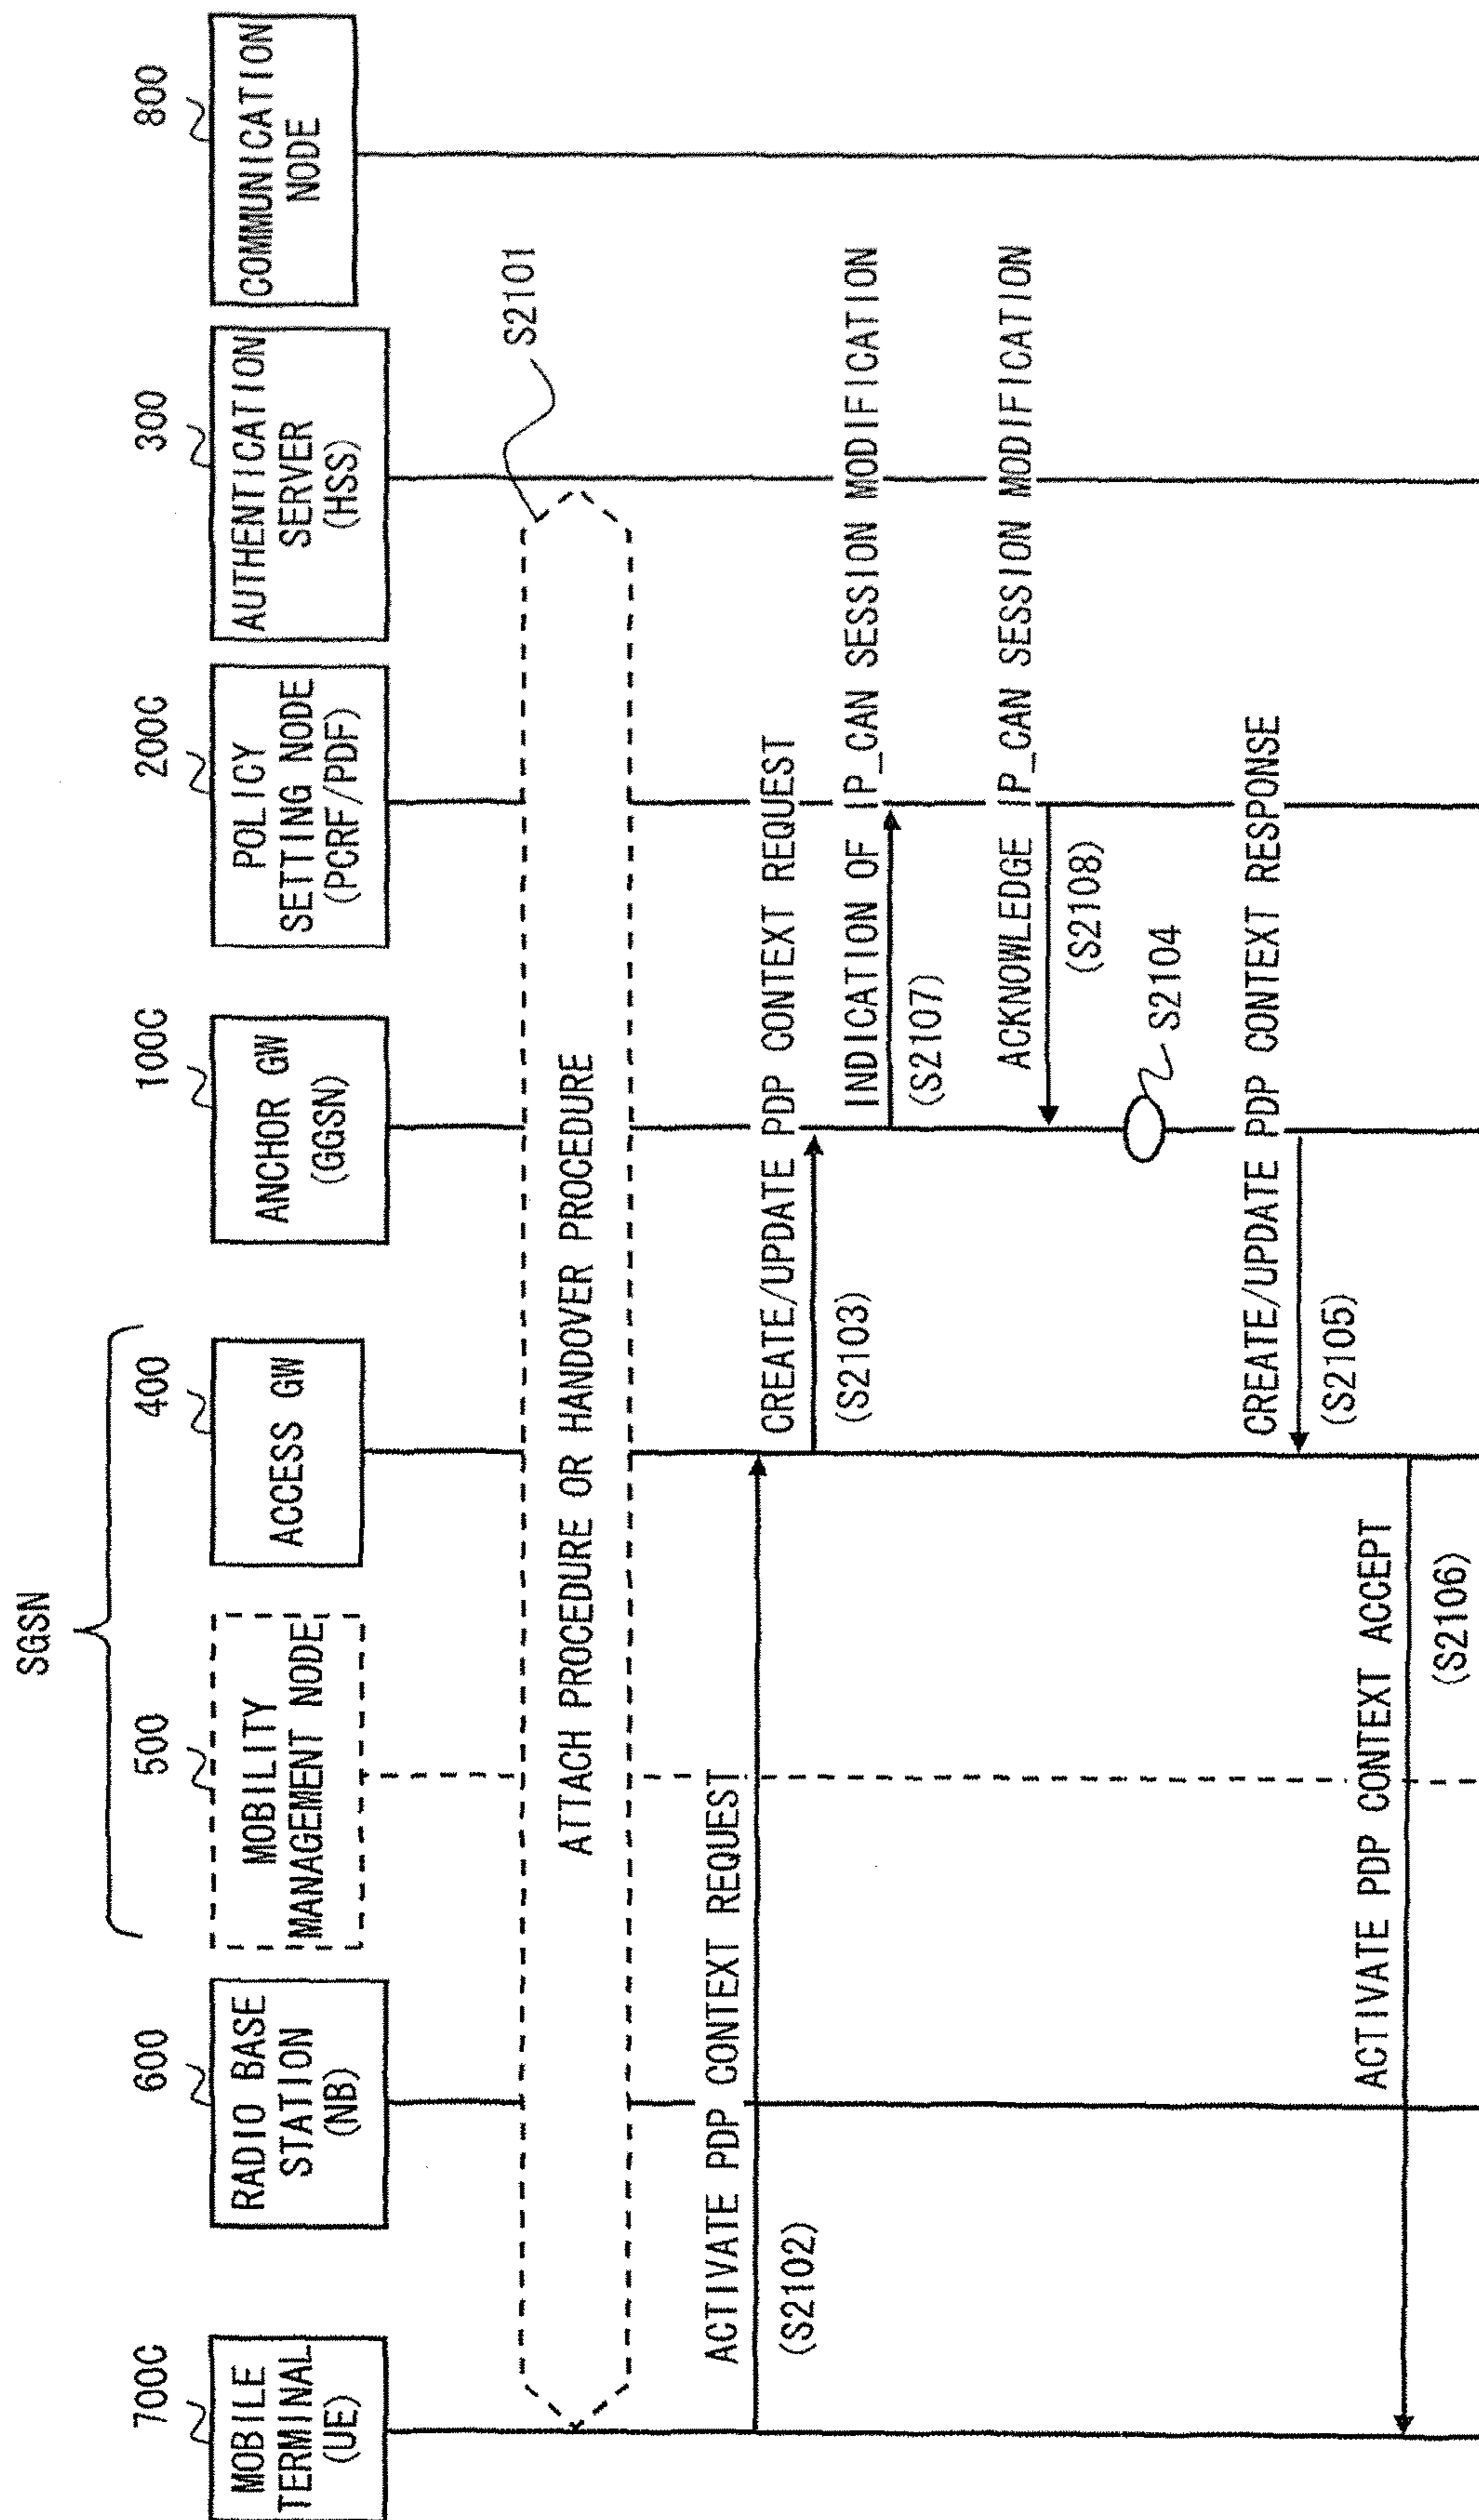 SGSN
700C
600
500
400
100C
200C
300
800
MOBILE
TERMINAL
(UE)
RADIO BASE
STATION
(NB)
MOBILITY
MANAGEMENT NODE
ACCESS GW
ANCHOR GW
(GGSN)
POLICY
SETTING NODE
(PCRF/PDF)
AUTHENTICATION
SERVER
(HSS)
COMMUNICATION
NODE
S2101
ATTACH PROCEDURE OR HANDOVER PROCEDURE
ACTIVATE PDP CONTEXT REQUEST
(S2102)
CREATE/UPDATE PDP CONTEXT REQUEST
(S2103)
INDICATION OF IP_CAN SESSION MODIFICATION
(S2107)
ACKNOWLEDGE IP_CAN SESSION MODIFICATION
(S2108)
S2104
CREATE/UPDATE PDP CONTEXT RESPONSE
(S2105)
ACTIVATE PDP CONTEXT ACCEPT
(S2106)